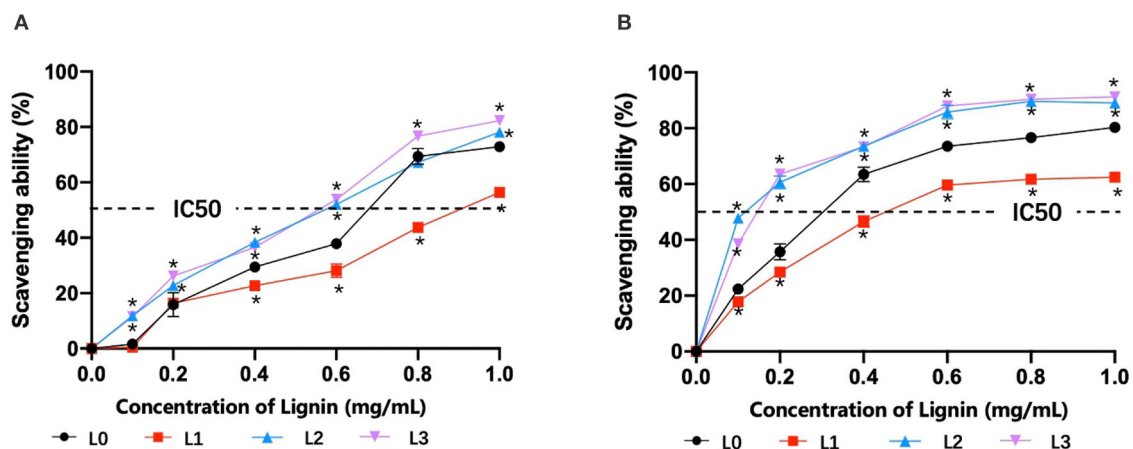 A
B
100
80
60
40
20
0
Scavenging ability (%)
IC50
0.0 0.2 0.4 0.6 0.8 1.0
Concentration of Lignin (mg/mL)
L0 L1 L2 L3
100
80
60
40
20
0
Scavenging ability (%)
IC50
0.0 0.2 0.4 0.6 0.8 1.0
Concentration of Lignin (mg/mL)
L0 L1 L2 L3